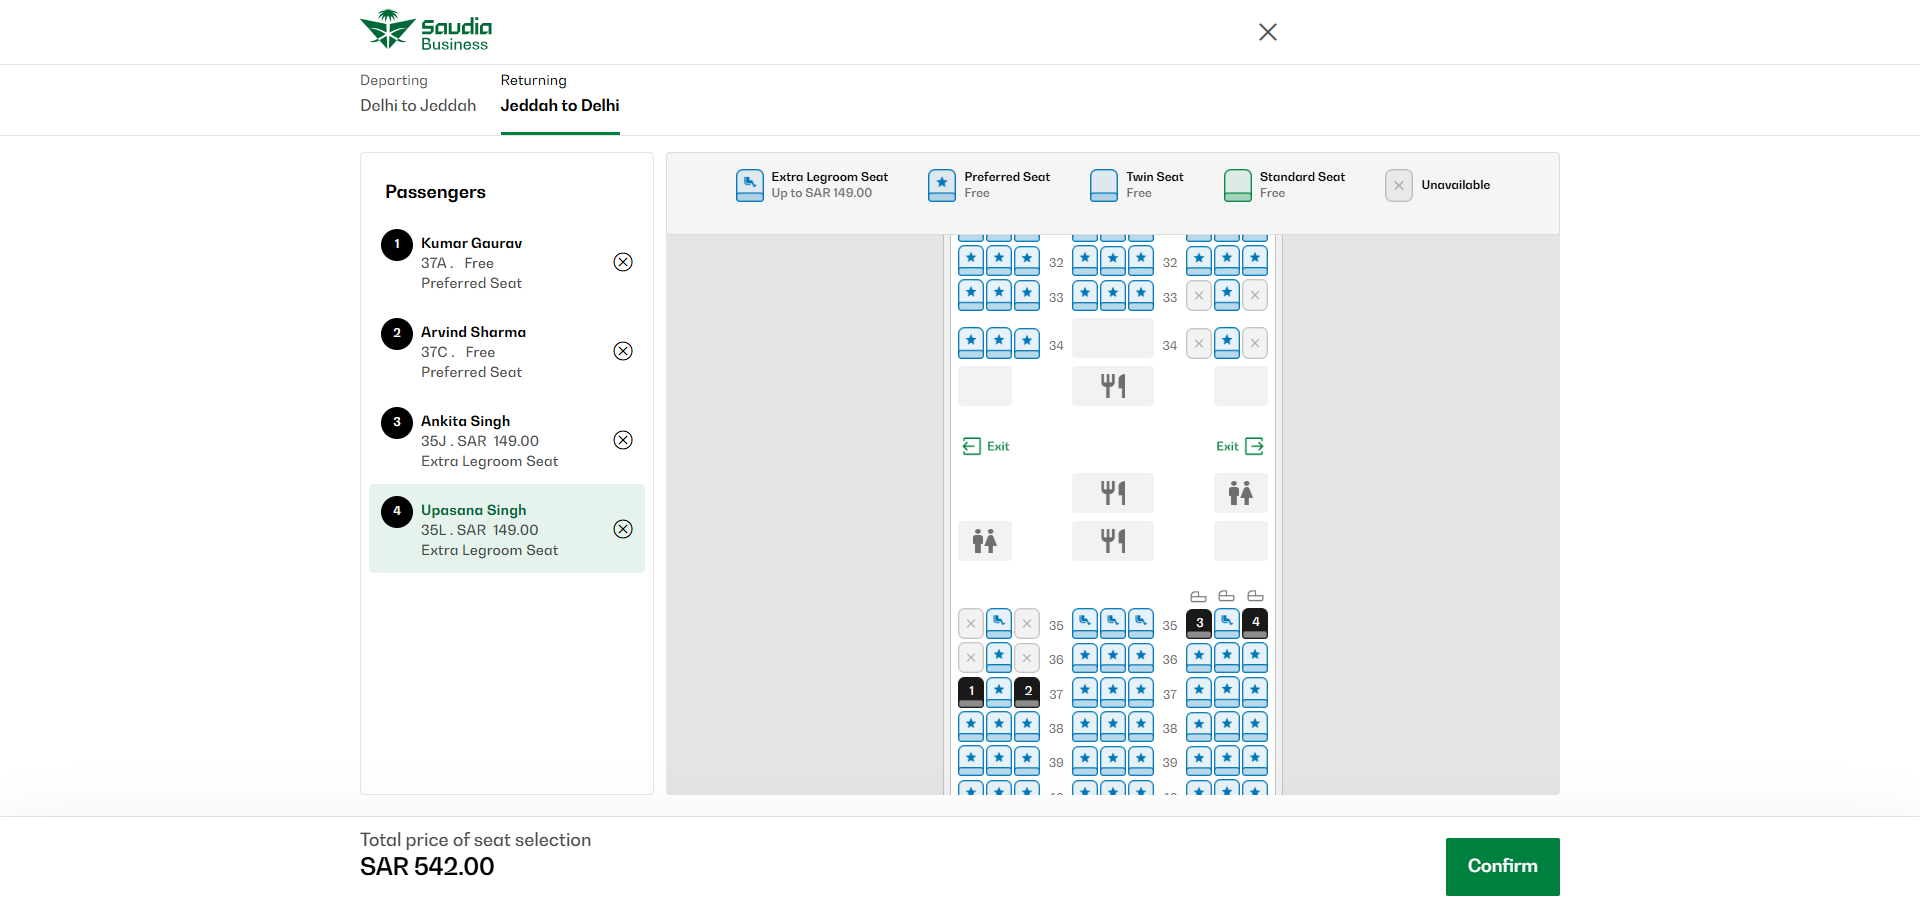 Saudia
Business
Departing
Delhi to Jeddah
Returning
Jeddah to Delhi
Passengers
1
Kumar Gaurav
37A . Free
Preferred Seat
2
Arvind Sharma
37C . Free
Preferred Seat
3
Ankita Singh
35J . SAR 149.00
Extra Legroom Seat
4
Upasana Singh
35L . SAR 149.00
Extra Legroom Seat
Extra Legroom Seat
Up to SAR 149.00
Preferred Seat
Free
Twin Seat
Free
Standard Seat
Free
Unavailable
32 32
33 33
34 34
Exit Exit
35 35 3 4
36 36
1 2 37 37
38 38
39 39
Total price of seat selection
SAR 542.00
Confirm